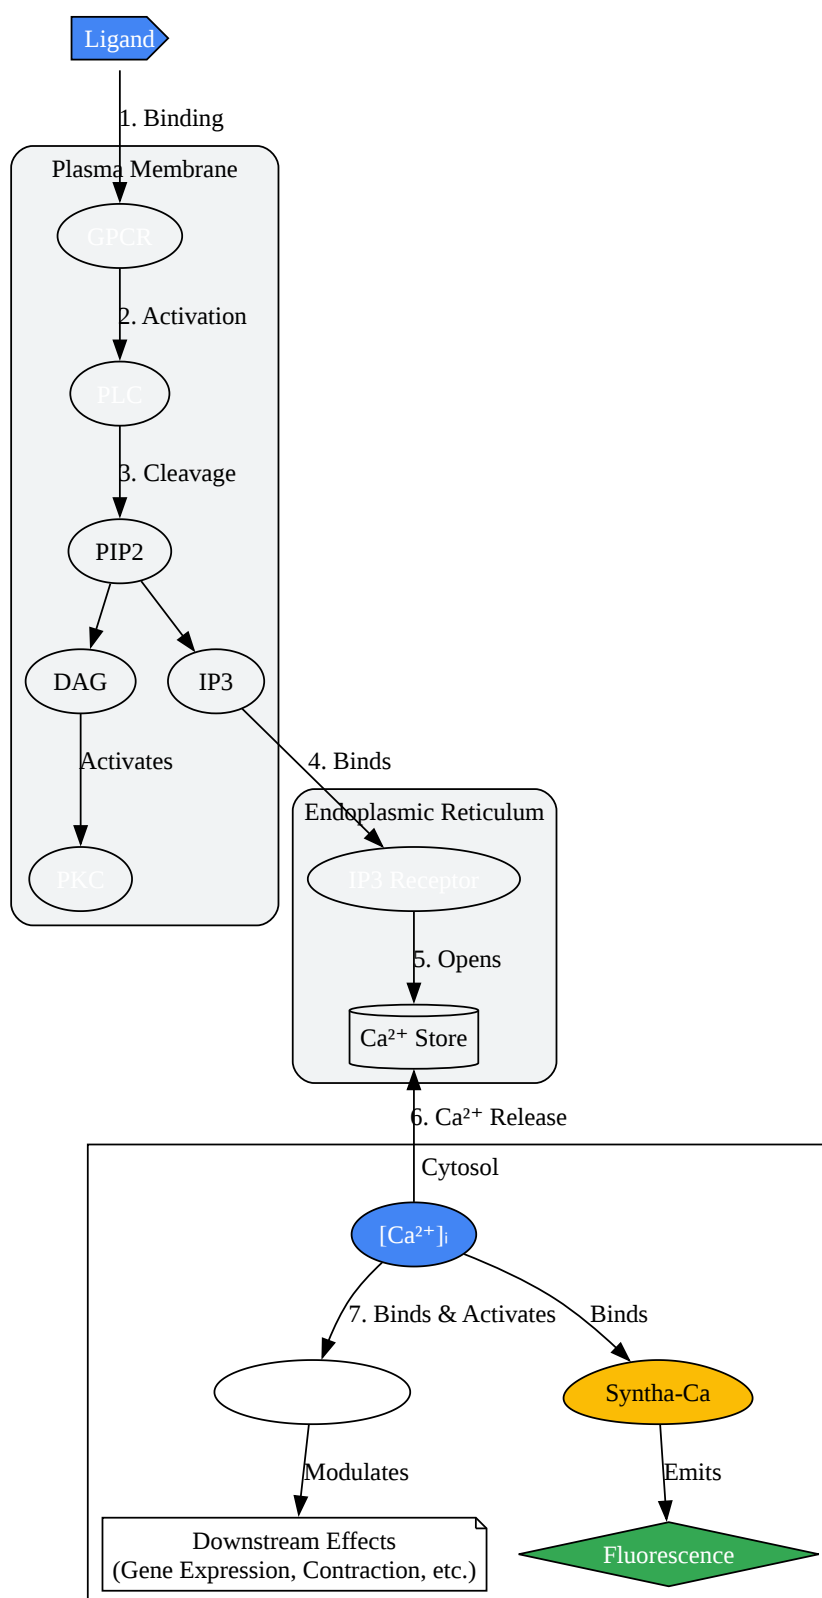 Ligand
1. Binding
Plasma Membrane
GPCR
2. Activation
PLC
3. Cleavage
PIP2
DAG
IP3
Activates
4. Binds
Endoplasmic Reticulum
PKC
IP3 Receptor
5. Opens
Ca²⁺ Store
6. Ca²⁺ Release
Cytosol
[Ca²⁺]ᵢ
7. Binds & Activates
Binds
Syntha-Ca
Modulates
Emits
Downstream Effects
(Gene Expression, Contraction, etc.)
Fluorescence